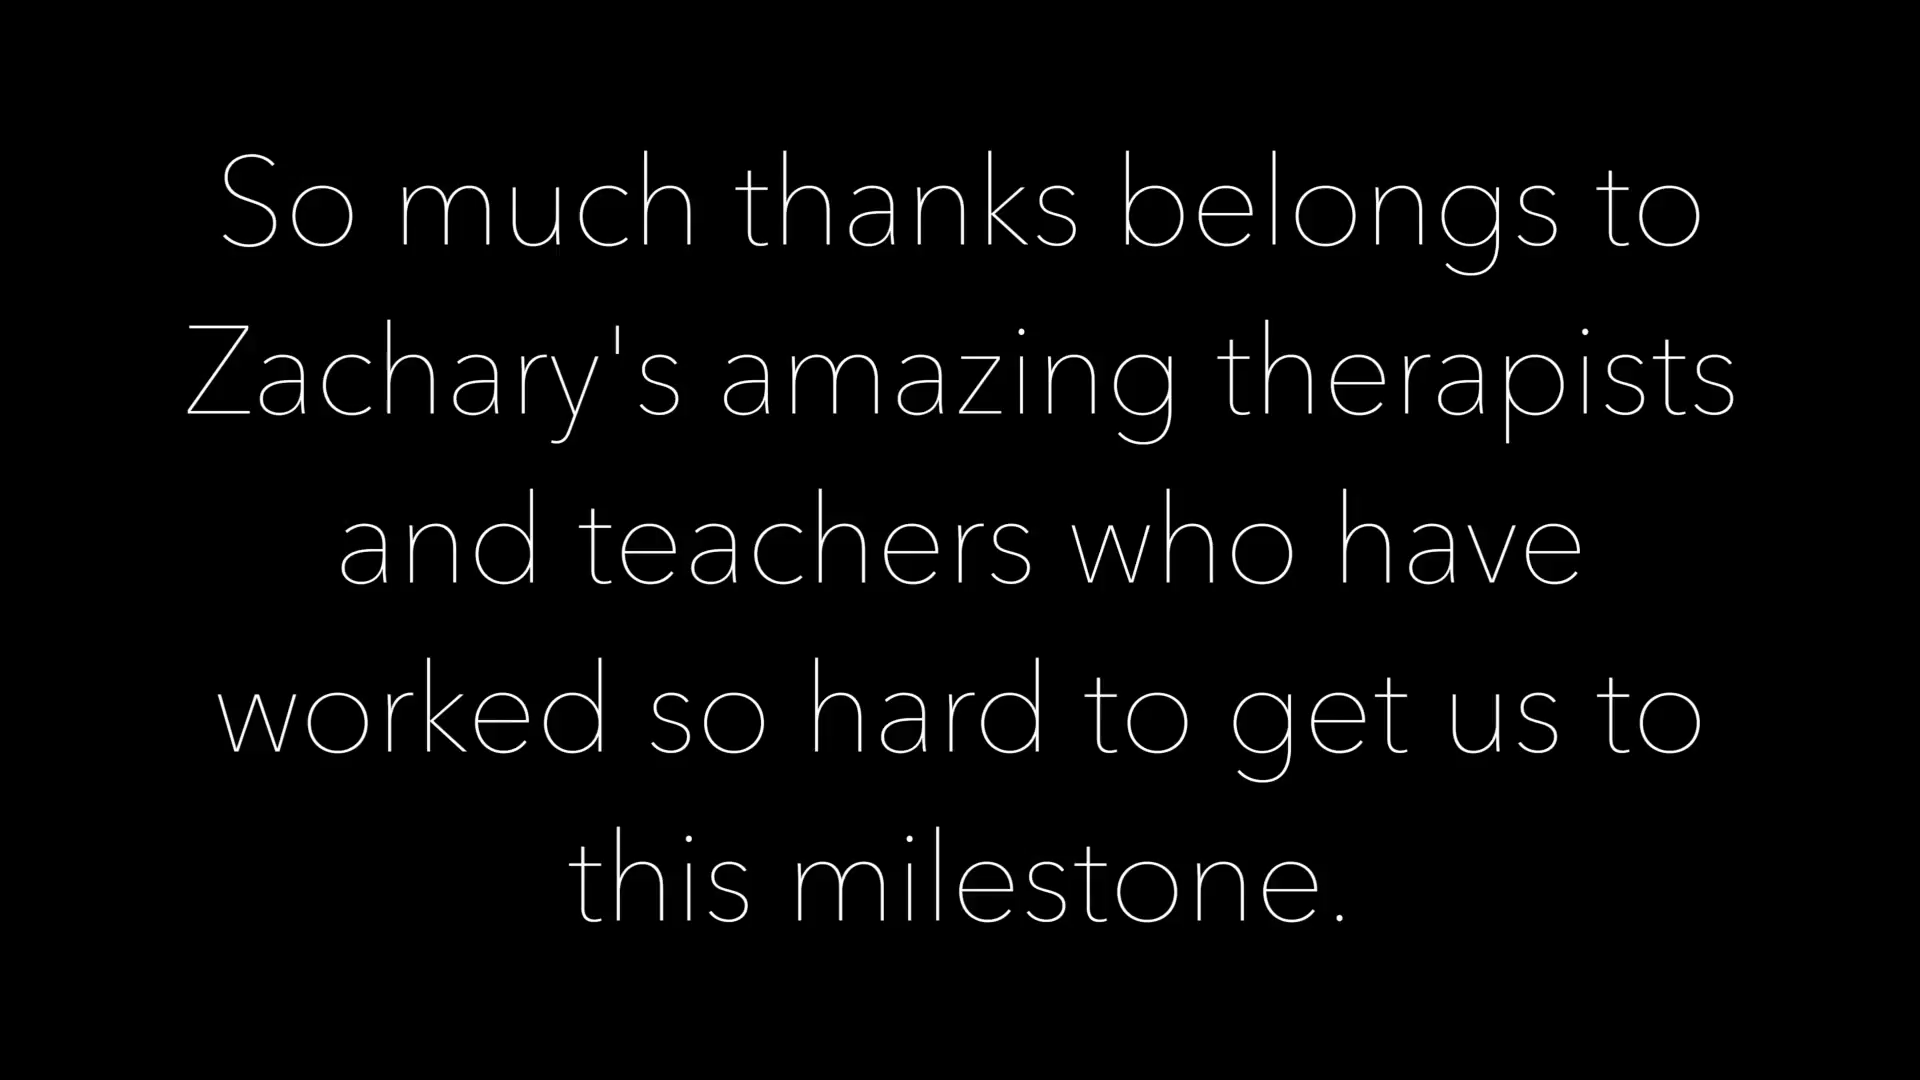 So much thanks belongs to
Zachary's amazing therapists
and teachers who have
worked so hard to get us to
this milestone.